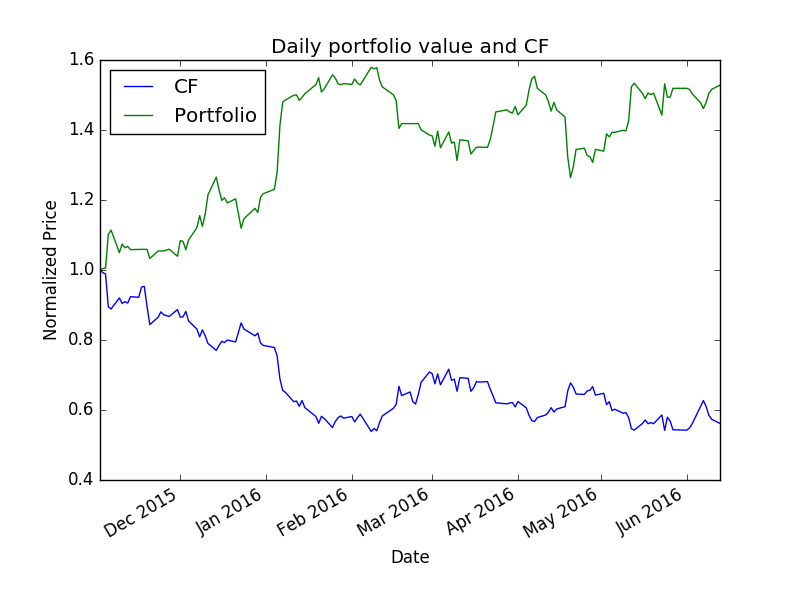 Daily portfolio value and CF
CF
Portfolio
Normalized Price
1.6
1.4
1.2
1.0
0.8
0.6
0.4
Dec 2015
Jan 2016
Feb 2016
Mar 2016
Apr 2016
May 2016
Jun 2016
Date